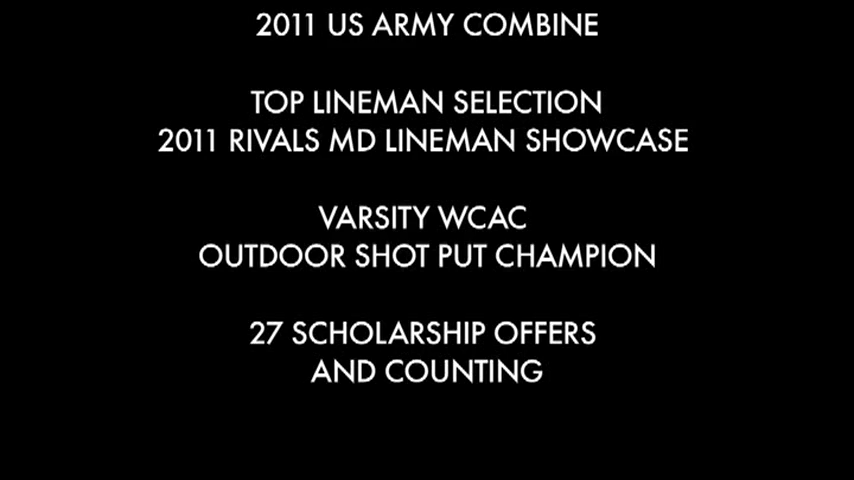 2011 US ARMY COMBINE
TOP LINEMAN SELECTION
2011 RIVALS MD LINEMAN SHOWCASE
VARSITY WCAC
OUTDOOR SHOT PUT CHAMPION
27 SCHOLARSHIP OFFERS
AND COUNTING